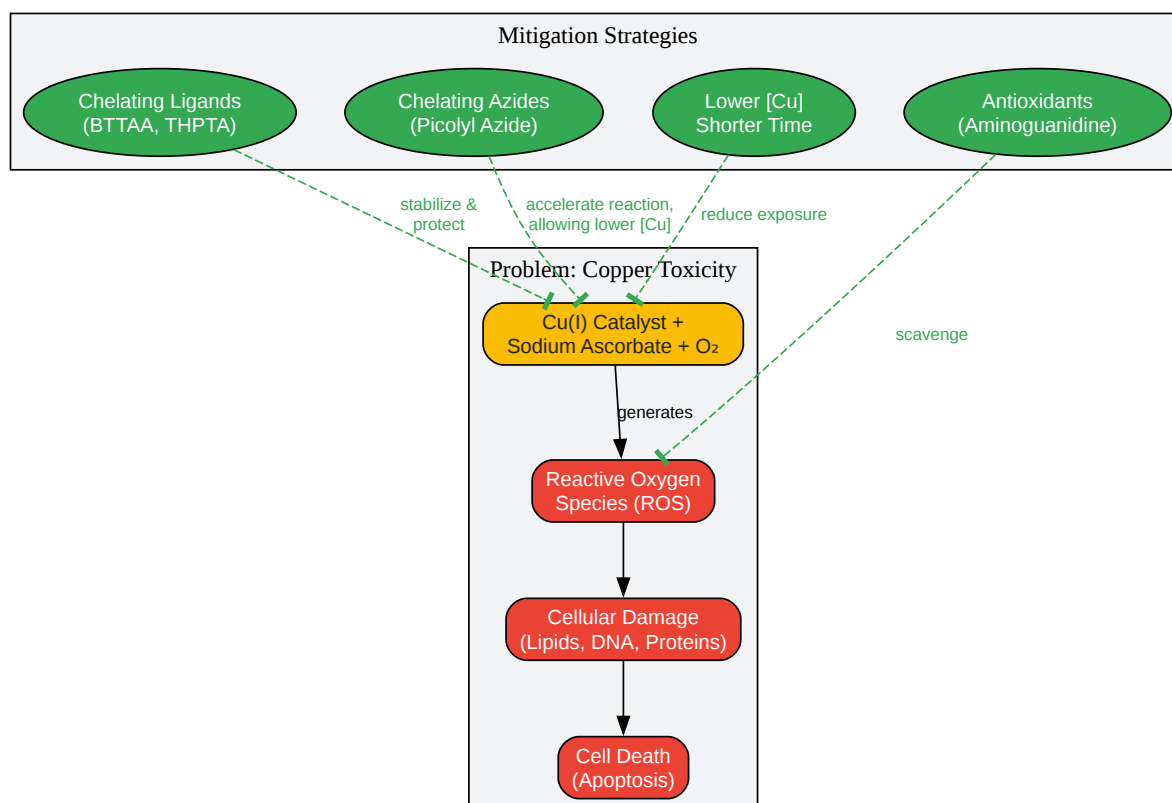 Mitigation Strategies
Chelating Ligands
(BTTAA, THPTA)
Chelating Azides
(Picolyl Azide)
Lower [Cu]
Shorter Time
Antioxidants
(Aminoguanidine)
stabilize &
protect
accelerate reaction,
allowing lower [Cu]
reduce exposure
scavenge
Problem: Copper Toxicity
Cu(I) Catalyst +
Sodium Ascorbate + O₂
generates
Reactive Oxygen
Species (ROS)
Cellular Damage
(Lipids, DNA, Proteins)
Cell Death
(Apoptosis)